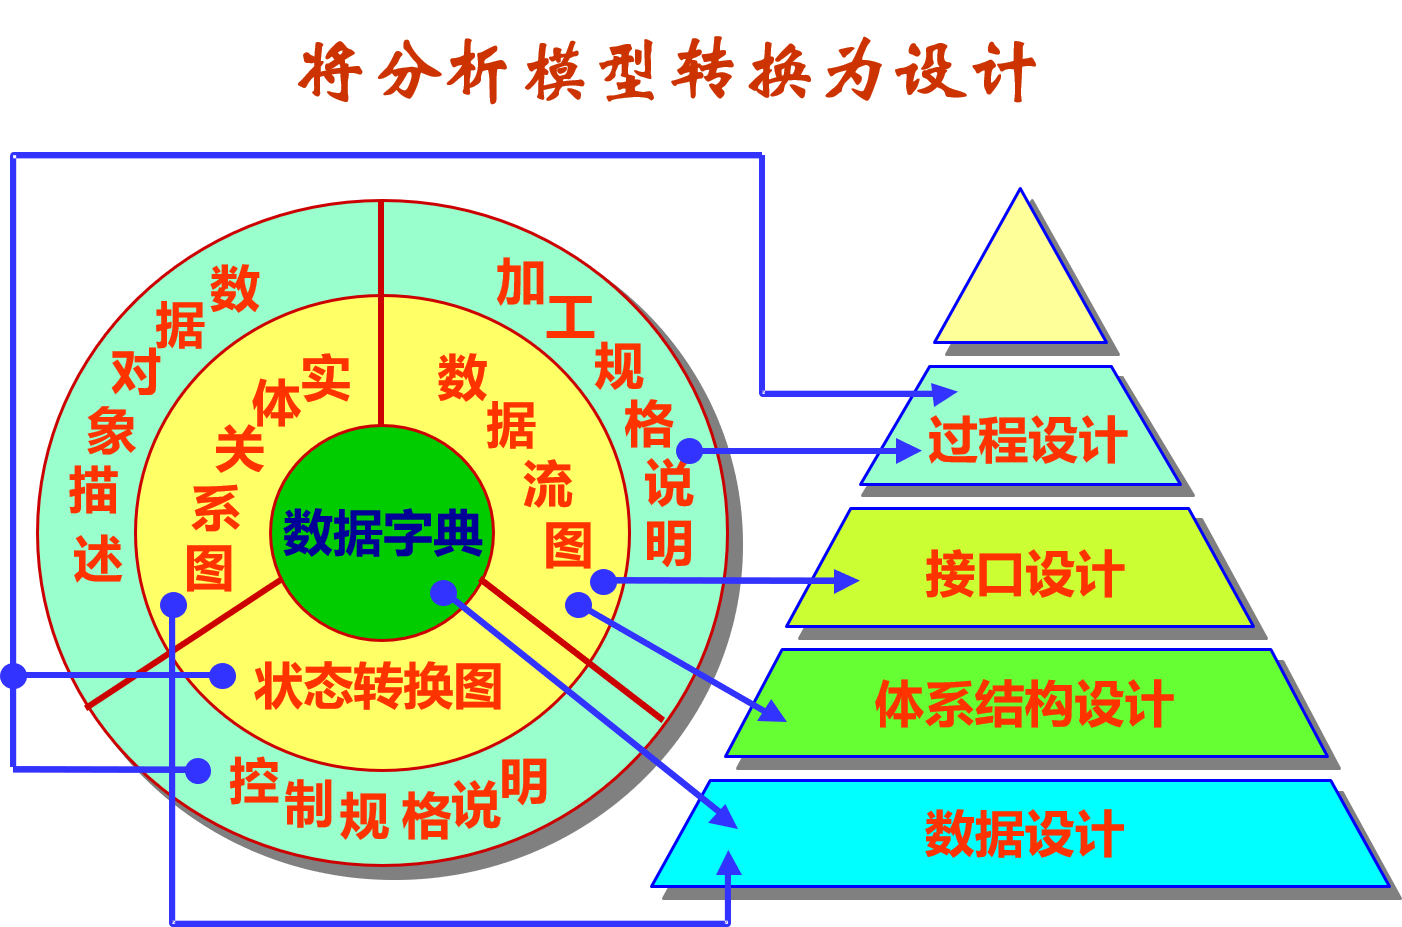 将分析模型转换为设计
数据对象描述
实体关系图
加工规格说明
数据流图
数据字典
状态转换图
控制规格说明
过程设计
接口设计
体系结构设计
数据设计